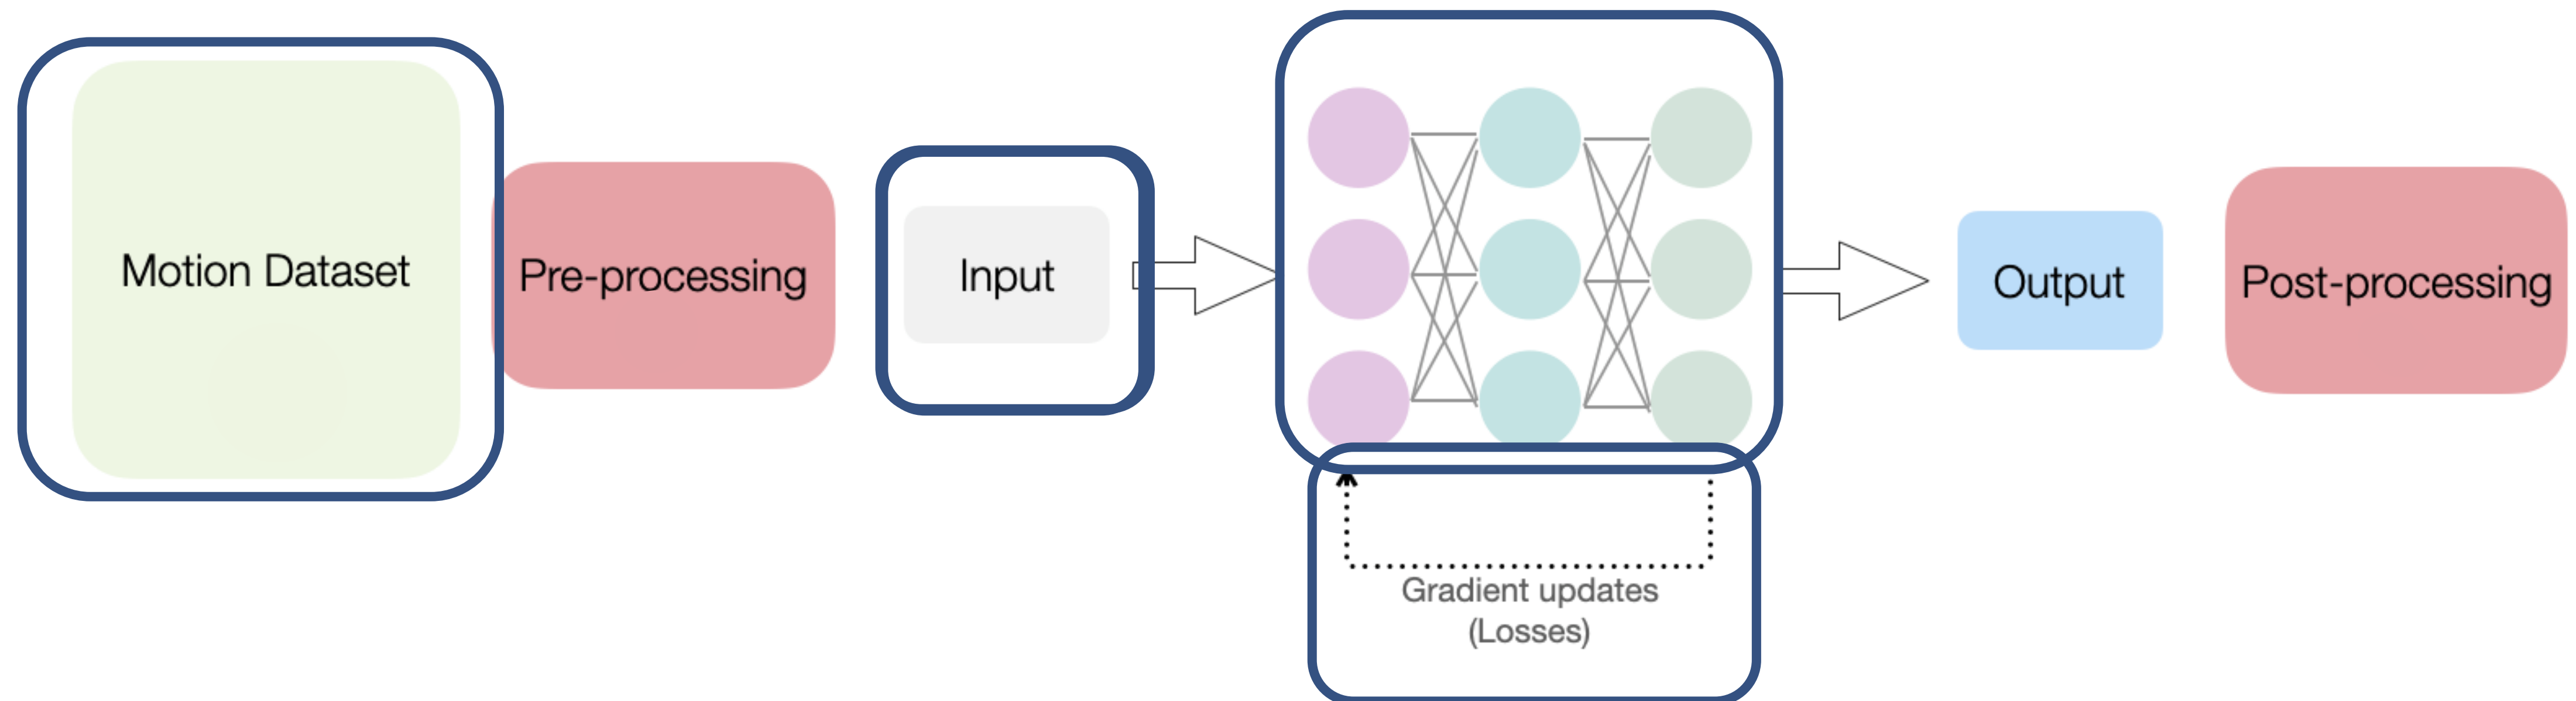 Motion Dataset
Pre-processing
Input
Output
Post-processing
Gradient updates
(Losses)